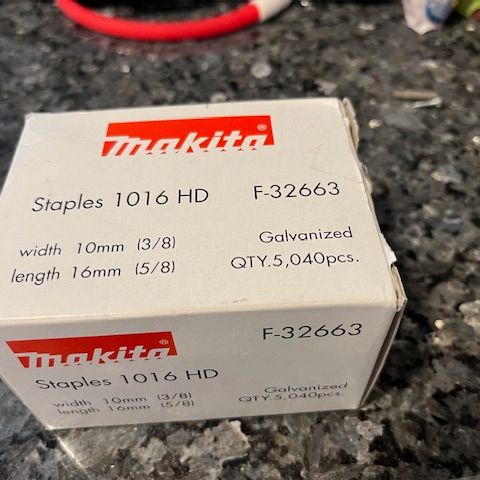 makita®
Staples 1016 HD F-32663
width 10mm (3/8) Galvanized
length 16mm (5/8) QTY.5,040pcs.
makita®
F-32663
Staples 1016 HD
width 10mm (3/8) Galvanized
length 16mm (5/8) QTY.5,040pcs.